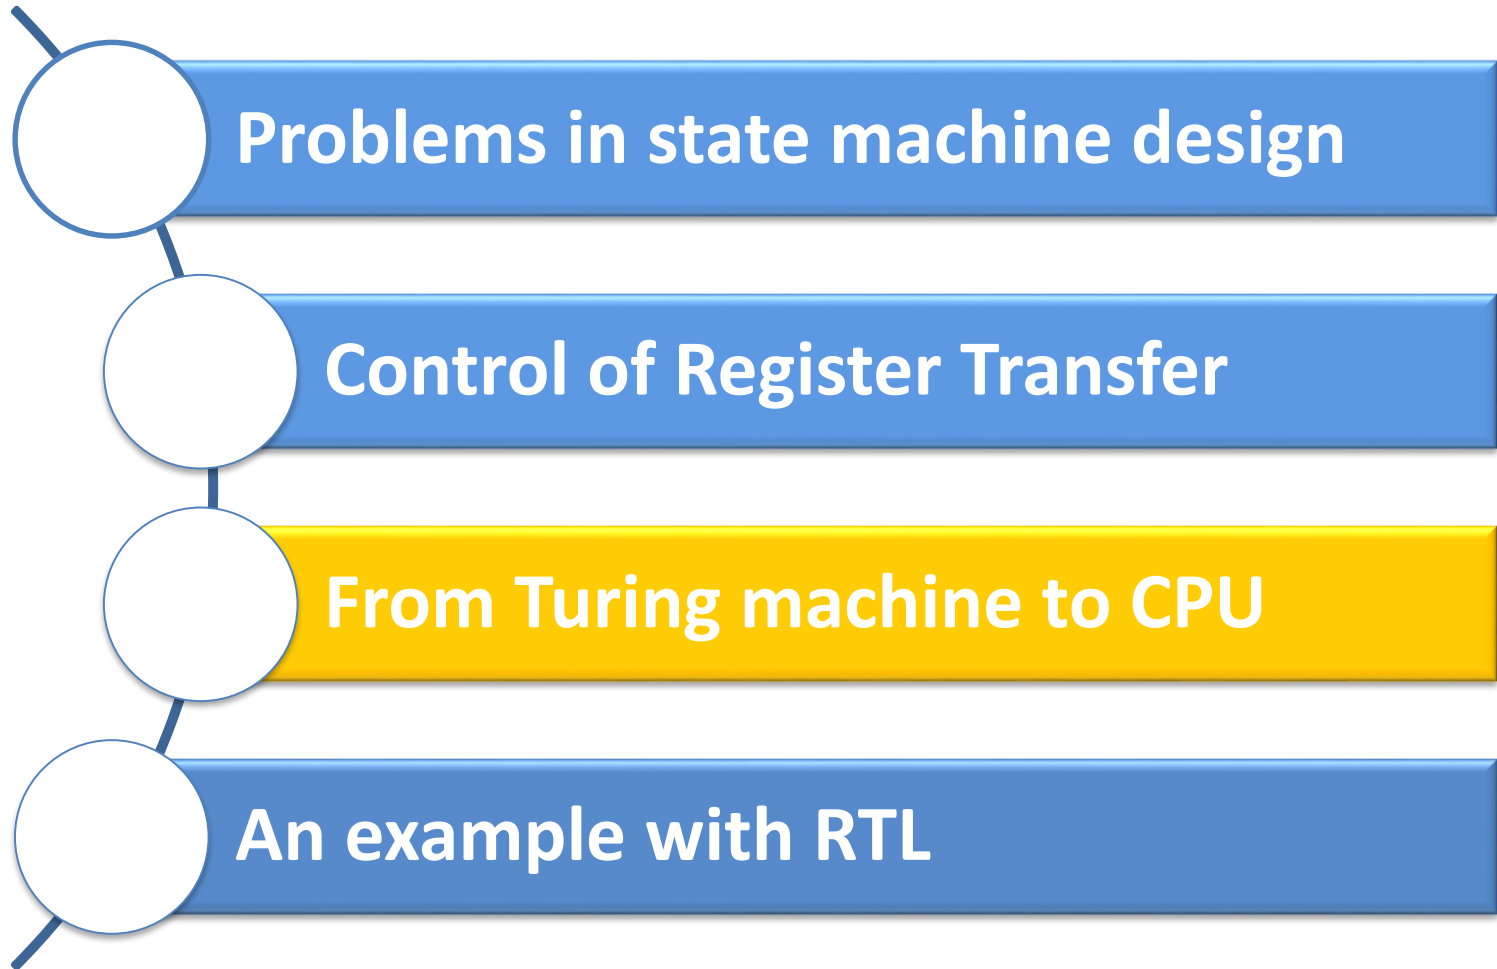 Problems in state machine design
Control of Register Transfer
From Turing machine to CPU
An example with RTL